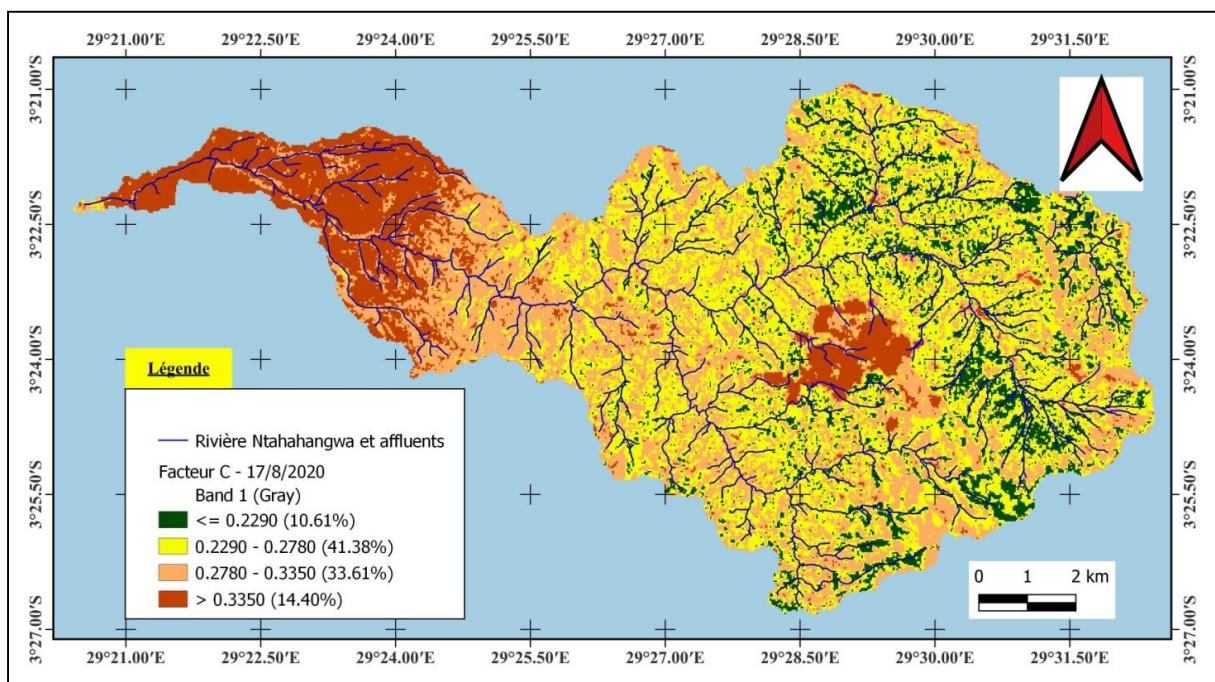 29°21.00′E 29°22.50′E 29°24.00′E 29°25.50′E 29°27.00′E 29°28.50′E 29°30.00′E 29°31.50′E
3°21.00′S 3°21.00′S
3°22.50′S 3°22.50′S
3°24.00′S 3°24.00′S
Légende
Rivière Ntahahangwa et affluents
Facteur C - 17/8/2020
Band 1 (Gray)
<= 0.2290 (10.61%)
0.2290 - 0.2780 (41.38%)
0.2780 - 0.3350 (33.61%)
> 0.3350 (14.40%)
3°25.50′S 3°25.50′S
0 1 2 km
3°27.00′S 3°27.00′S
29°21.00′E 29°22.50′E 29°24.00′E 29°25.50′E 29°27.00′E 29°28.50′E 29°30.00′E 29°31.50′E